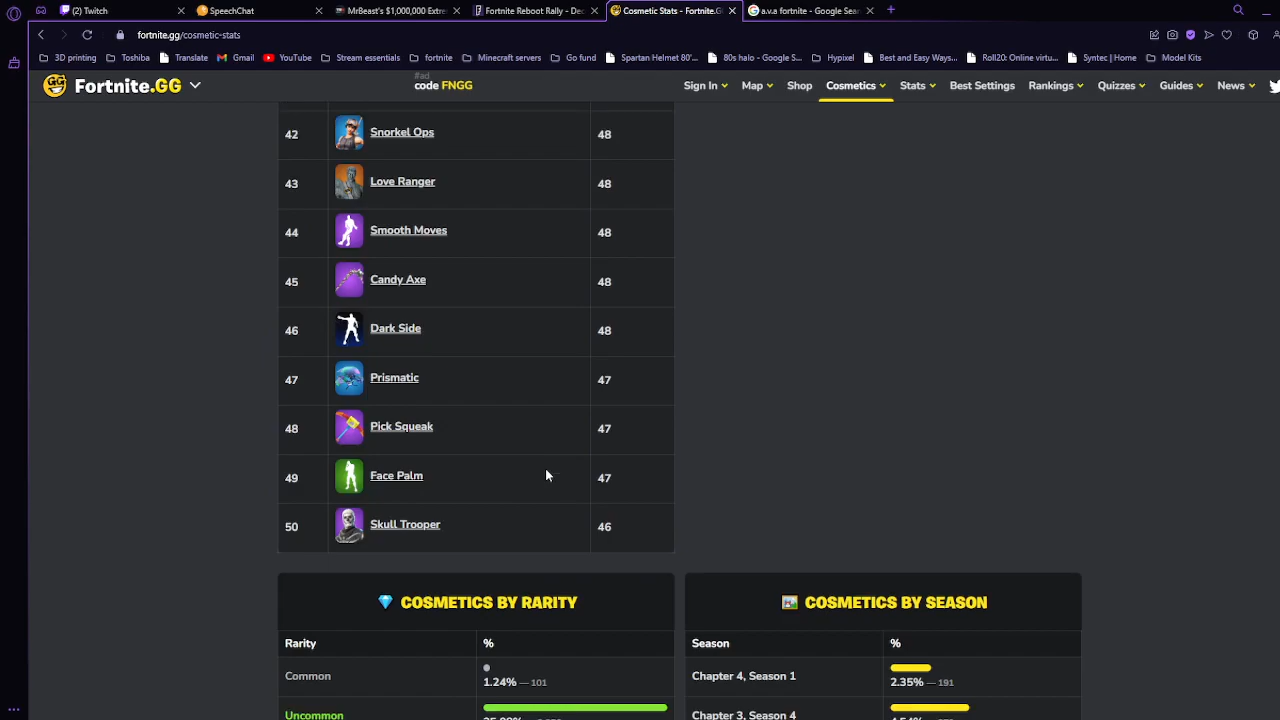 (1) Twitch
SpeechChat
MrBeast's $1,000,000 Extre
Fortnite Reboot Rally - Dec
Cosmetic Stats - Fortnite.G
a.v.a fortnite - Google Sear
fortnite.gg/cosmetic-stats
3D printing
Toshiba
Translate
Gmail
YouTube
Stream essentials
fortnite
Minecraft servers
Go fund
Spartan Helmet 80'...
80s halo - Google S...
Hypixel
Best and Easy Ways...
Roll20: Online virtu...
Syntec | Home
Model Kits
Fortnite.GG
#ad
code FNGG
Sign In
Map
Shop
Cosmetics
Stats
Best Settings
Rankings
Quizzes
Guides
News
42 Snorkel Ops 48
43 Love Ranger 48
44 Smooth Moves 48
45 Candy Axe 48
46 Dark Side 48
47 Prismatic 47
48 Pick Squeak 47
49 Face Palm 47
50 Skull Trooper 46
COSMETICS BY RARITY
Rarity %
Common 1.24% — 101
Uncommon
COSMETICS BY SEASON
Season %
Chapter 4, Season 1 2.35% — 191
Chapter 3, Season 4